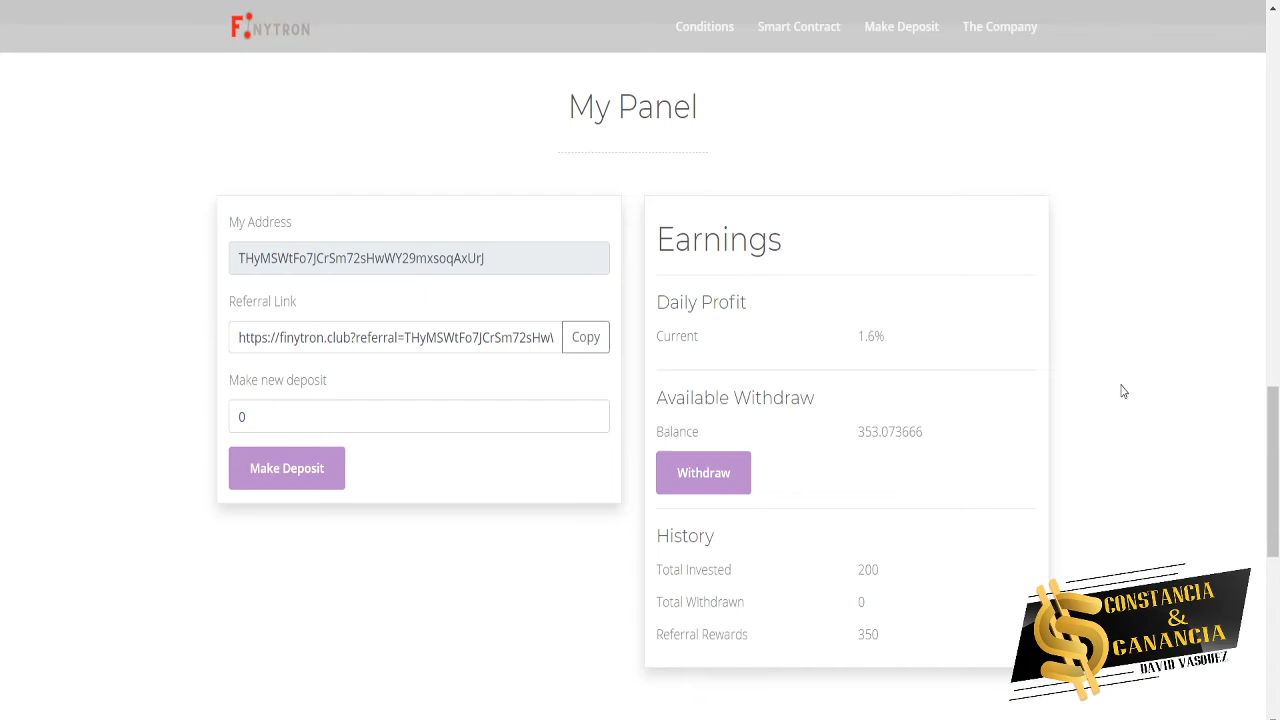 FINYTRON
Conditions
Smart Contract
Make Deposit
The Company
My Panel
My Address
THyMSWtFo7JCrSm72sHwWY29mxsoqAxUrJ
Referral Link
https://finytron.club?referral=THyMSWtFo7JCrSm72sHw\
Copy
Make new deposit
0
Make Deposit
Earnings
Daily Profit
Current 1.6%
Available Withdraw
Balance 353.073666
Withdraw
History
Total Invested 200
Total Withdrawn 0
Referral Rewards 350
CONSTANCIA
&
GANANCIA
DAVID VASQUEZ